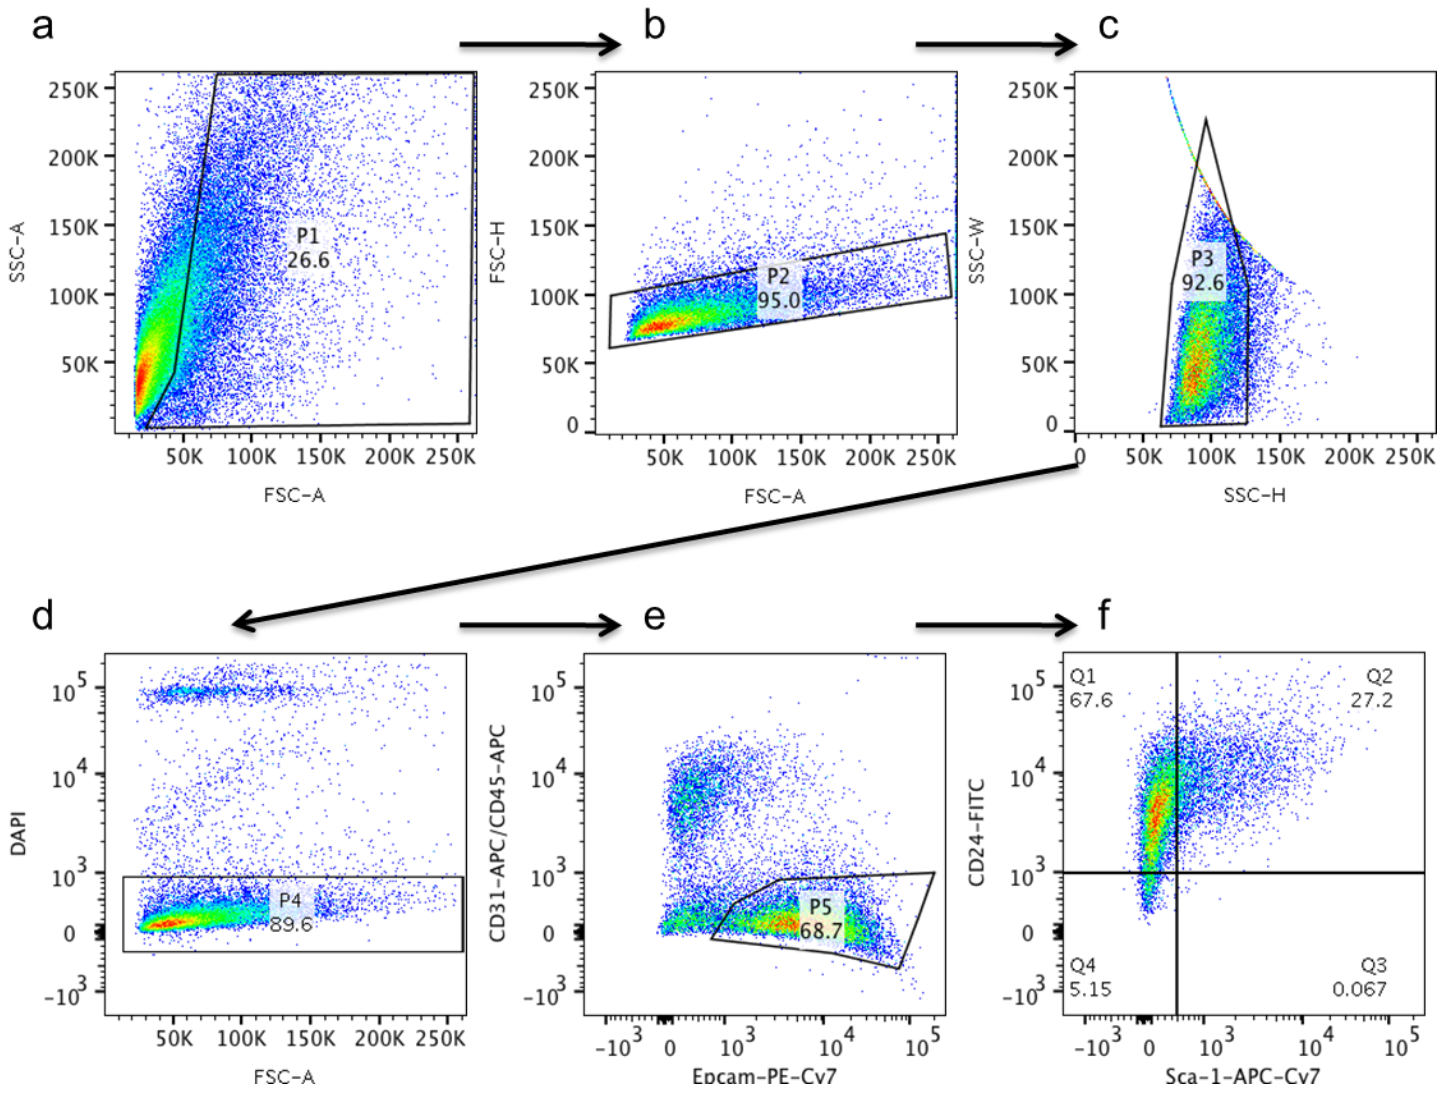 a
250K
200K
150K
100K
50K
SSC-A
P1
26.6
50K 100K 150K 200K 250K
FSC-A
b
250K
200K
150K
100K
50K
0
FSC-H
P2
95.0
50K 100K 150K 200K 250K
FSC-A
c
250K
200K
150K
100K
50K
0
SSC-W
P3
92.6
0 50K 100K 150K 200K 250K
SSC-H
d
10^5
10^4
10^3
0
-10^3
DAPI
P4
89.6
50K 100K 150K 200K 250K
FSC-A
e
10^5
10^4
10^3
0
-10^3
CD31-APC/CD45-APC
P5
68.7
-10^3 0 10^3 10^4 10^5
Epcam-PE-Cy7
f
10^5
10^4
10^3
0
-10^3
CD24-FITC
Q1
67.6
Q2
27.2
Q4
5.15
Q3
0.067
-10^3 0 10^3 10^4 10^5
Sca-1-APC-Cy7